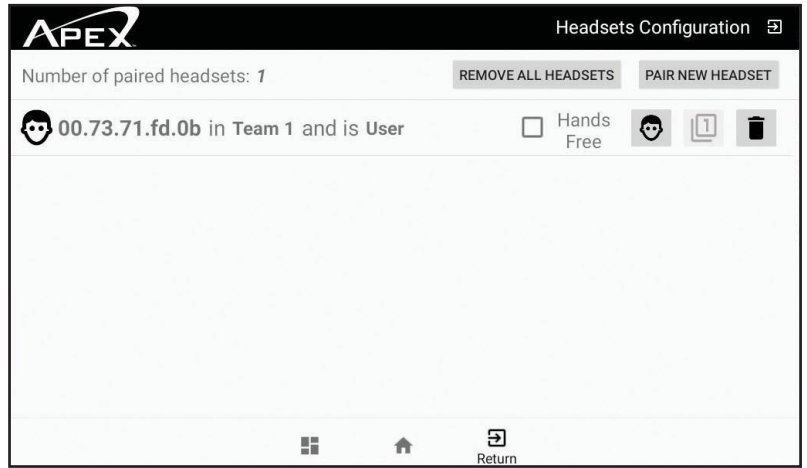 APEX
Headsets Configuration
Number of paired headsets: 1
REMOVE ALL HEADSETS
PAIR NEW HEADSET
00.73.71.fd.0b in Team 1 and is User
Hands
Free
1
Return